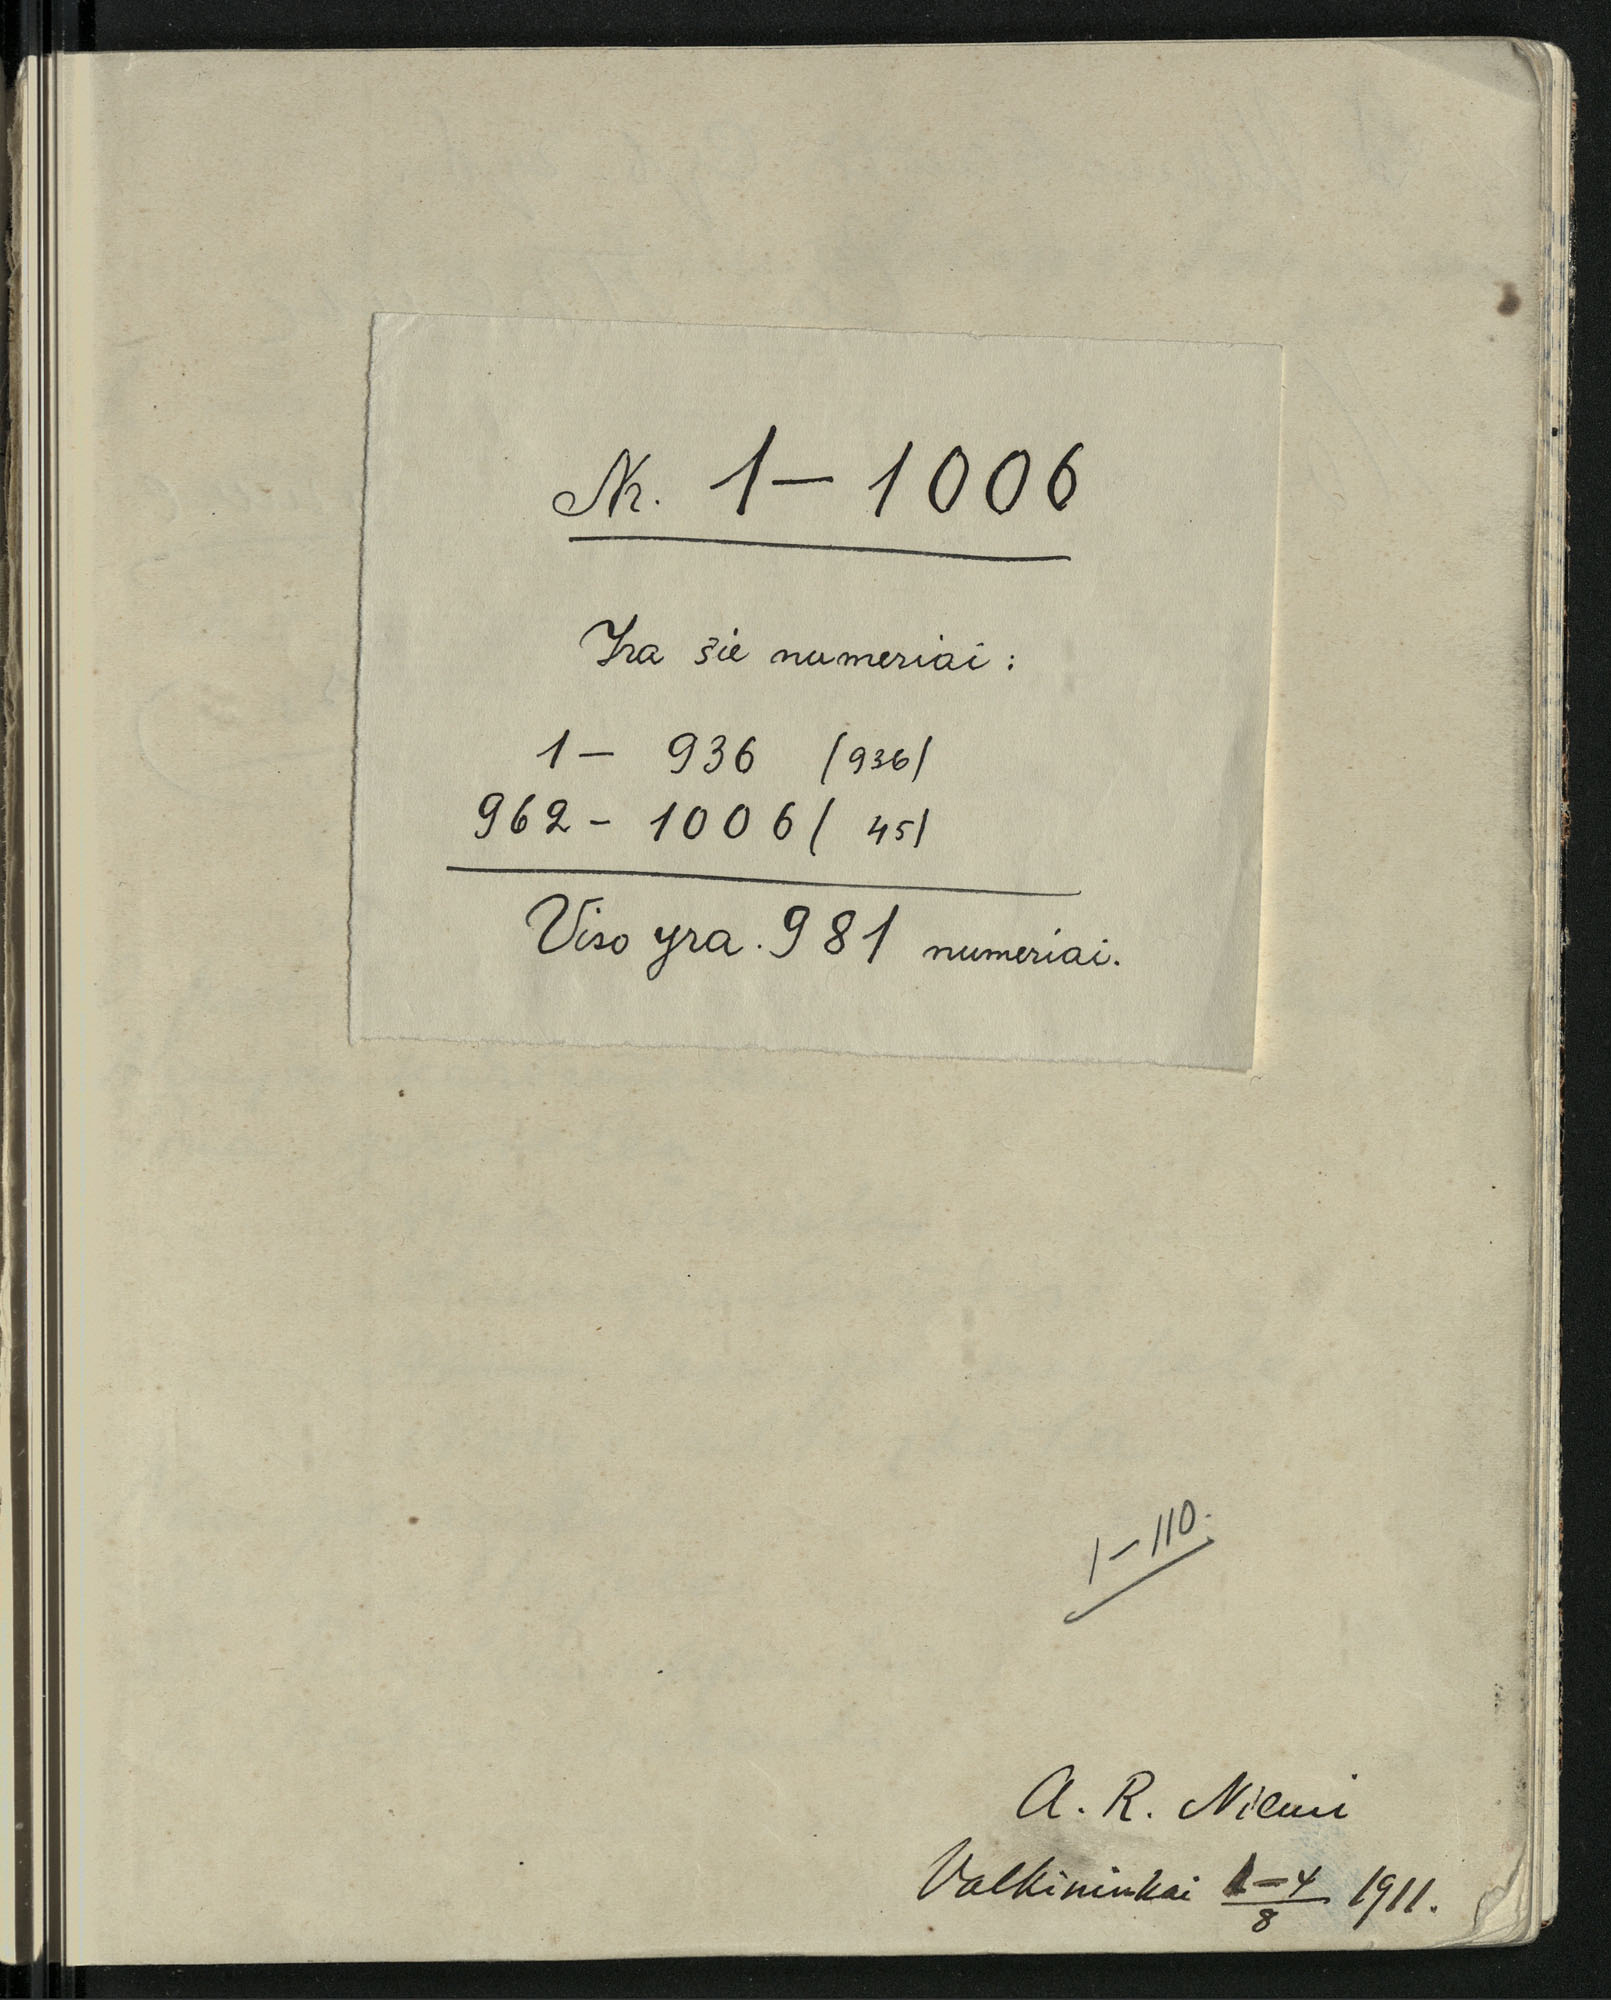 Nr. 1 – 1006
Yra šie numeriai:
1 – 936 /936/
962 – 1006 / 45/
Viso yra. 981 numeriai.
1 – 110.
A. R. Niemi
Valkininkai 1–4/8 1911.